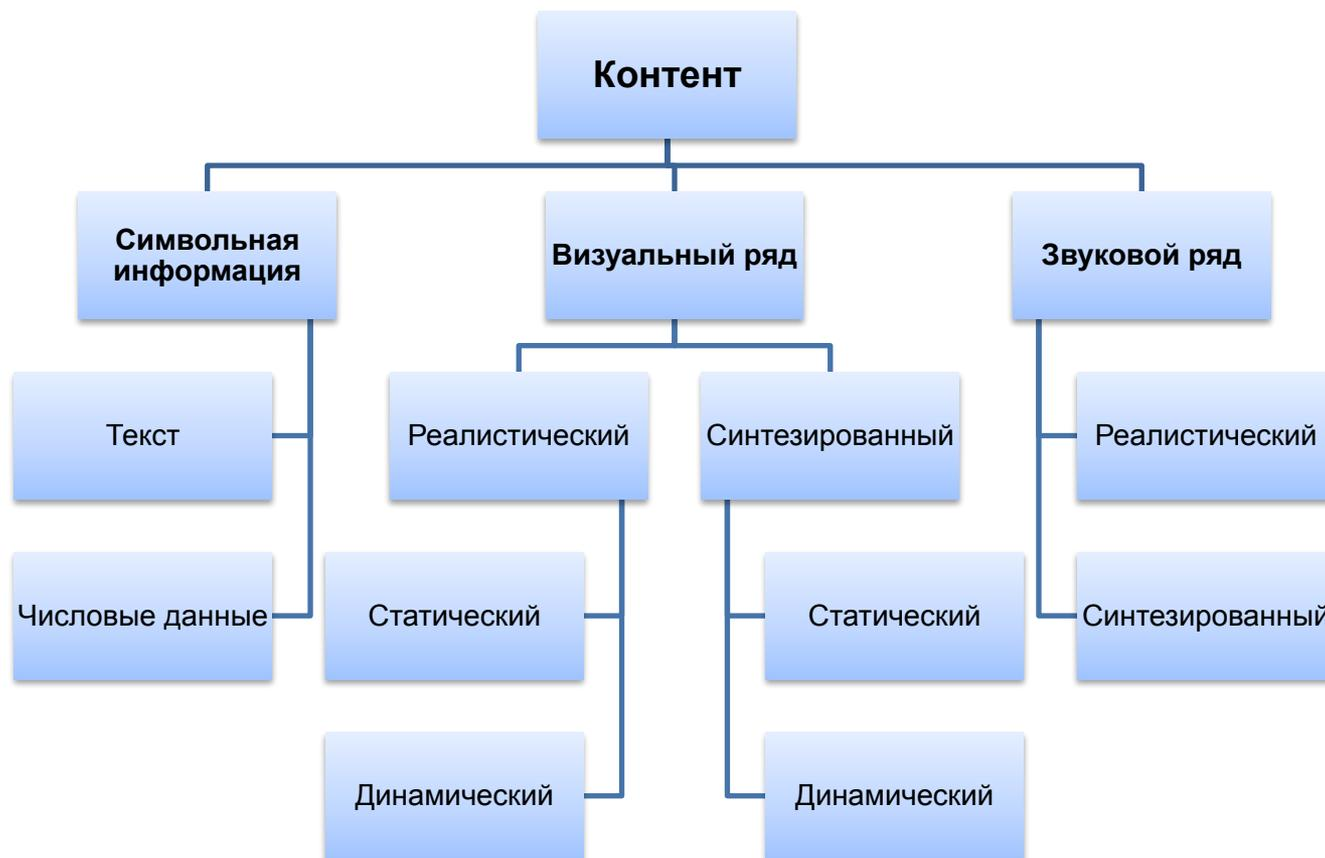 Контент
Символьная
информация
Визуальный ряд
Звуковой ряд
Текст
Реалистический
Синтезированный
Реалистический
Числовые данные
Статический
Статический
Синтезированный
Динамический
Динамический